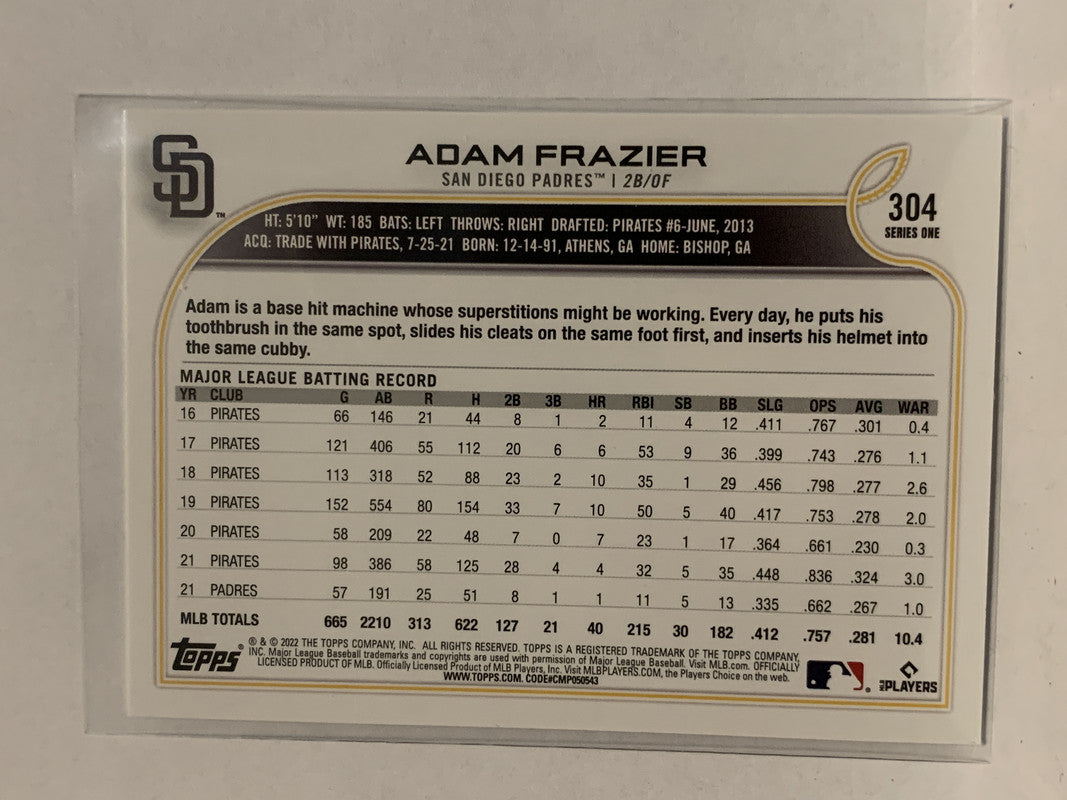 SD™
ADAM FRAZIER
SAN DIEGO PADRES™ | 2B/OF
304
SERIES ONE
HT: 5'10" WT: 185 BATS: LEFT THROWS: RIGHT DRAFTED: PIRATES #6-JUNE, 2013
ACQ: TRADE WITH PIRATES, 7-25-21 BORN: 12-14-91, ATHENS, GA HOME: BISHOP, GA
Adam is a base hit machine whose superstitions might be working. Every day, he puts his
toothbrush in the same spot, slides his cleats on the same foot first, and inserts his helmet into
the same cubby.
MAJOR LEAGUE BATTING RECORD
YR CLUB G AB R H 2B 3B HR RBI SB BB SLG OPS AVG WAR
16 PIRATES 66 146 21 44 8 1 2 11 4 12 .411 .767 .301 0.4
17 PIRATES 121 406 55 112 20 6 6 53 9 36 .399 .743 .276 1.1
18 PIRATES 113 318 52 88 23 2 10 35 1 29 .456 .798 .277 2.6
19 PIRATES 152 554 80 154 33 7 10 50 5 40 .417 .753 .278 2.0
20 PIRATES 58 209 22 48 7 0 7 23 1 17 .364 .661 .230 0.3
21 PIRATES 98 386 58 125 28 4 4 32 5 35 .448 .836 .324 3.0
21 PADRES 57 191 25 51 8 1 1 11 5 13 .335 .662 .267 1.0
MLB TOTALS 665 2210 313 622 127 21 40 215 30 182 .412 .757 .281 10.4
Topps®
® & © 2022 THE TOPPS COMPANY, INC. ALL RIGHTS RESERVED. TOPPS IS A REGISTERED TRADEMARK OF THE TOPPS COMPANY,
INC. Major League Baseball trademarks and copyrights are used with permission of Major League Baseball. Visit MLB.com. OFFICIALLY
LICENSED PRODUCT OF MLB. Officially Licensed Product of MLB Players, Inc. Visit MLBPLAYERS.COM, the Players Choice on the web.
WWW.TOPPS.COM. CODE#CMP050543
MLB PLAYERS